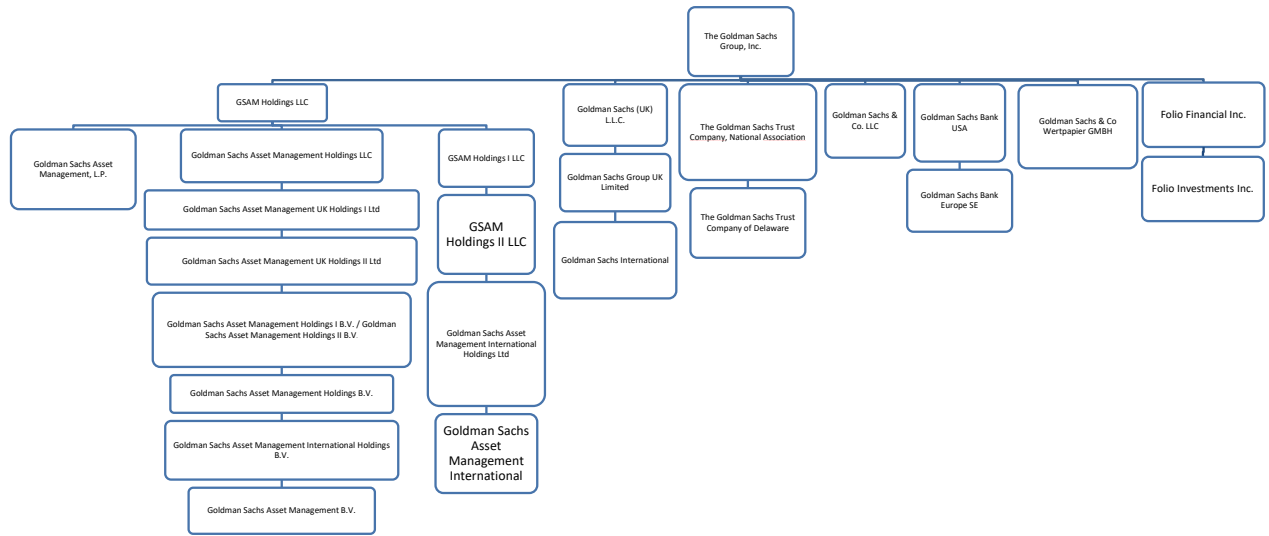 The Goldman Sachs
Group, Inc.
GSAM Holdings LLC
Goldman Sachs (UK)
L.L.C.
The Goldman Sachs Trust
Company, National Association
Goldman Sachs &
Co. LLC
Goldman Sachs Bank
USA
Goldman Sachs & Co
Wertpapier GMBH
Folio Financial Inc.
Goldman Sachs Asset
Management, L.P.
Goldman Sachs Asset Management Holdings LLC
GSAM Holdings I LLC
Goldman Sachs Group UK
Limited
The Goldman Sachs Trust
Company of Delaware
Goldman Sachs Bank
Europe SE
Folio Investments Inc.
Goldman Sachs Asset Management UK Holdings I Ltd
GSAM
Holdings II LLC
Goldman Sachs International
Goldman Sachs Asset Management UK Holdings II Ltd
Goldman Sachs Asset Management Holdings I B.V. / Goldman
Sachs Asset Management Holdings II B.V.
Goldman Sachs Asset
Management International
Holdings Ltd
Goldman Sachs Asset Management Holdings B.V.
Goldman Sachs Asset Management International Holdings
B.V.
Goldman Sachs
Asset
Management
International
Goldman Sachs Asset Management B.V.